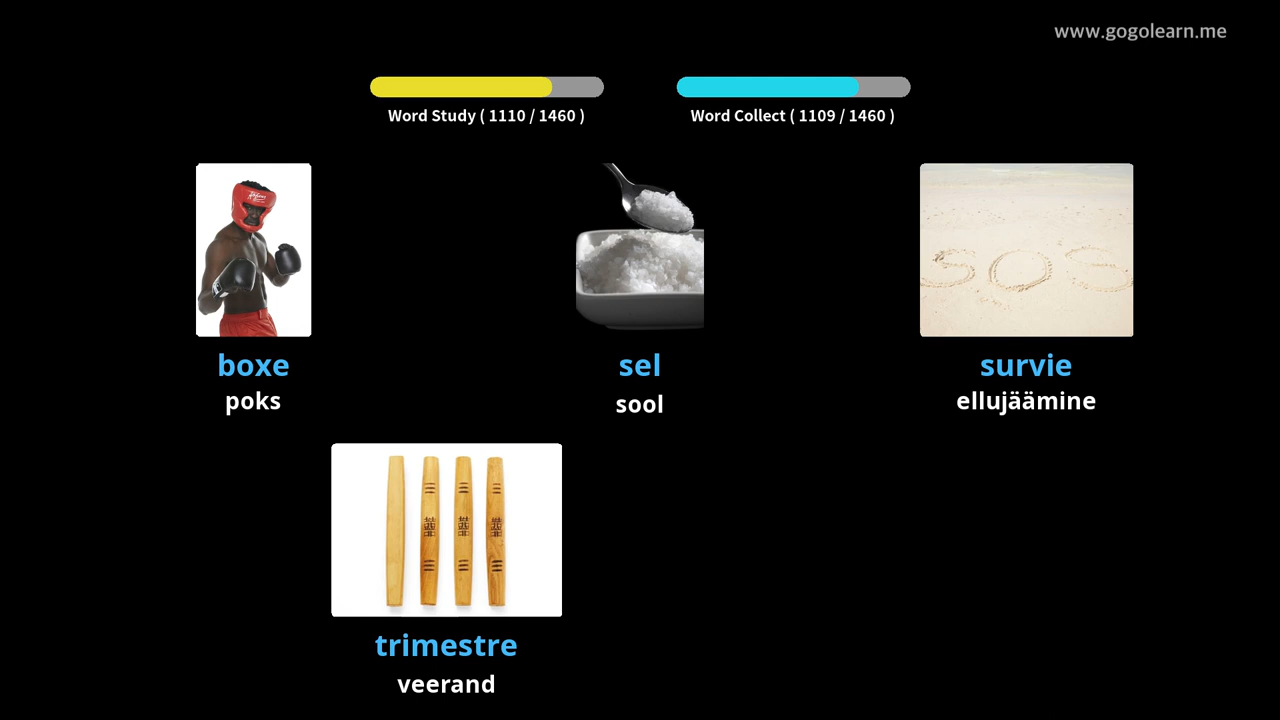 www.gogolearn.me
Word Study ( 1110 / 1460 )
Word Collect ( 1109 / 1460 )
boxe
poks
sel
sool
SOS
survie
ellujäämine
trimestre
veerand